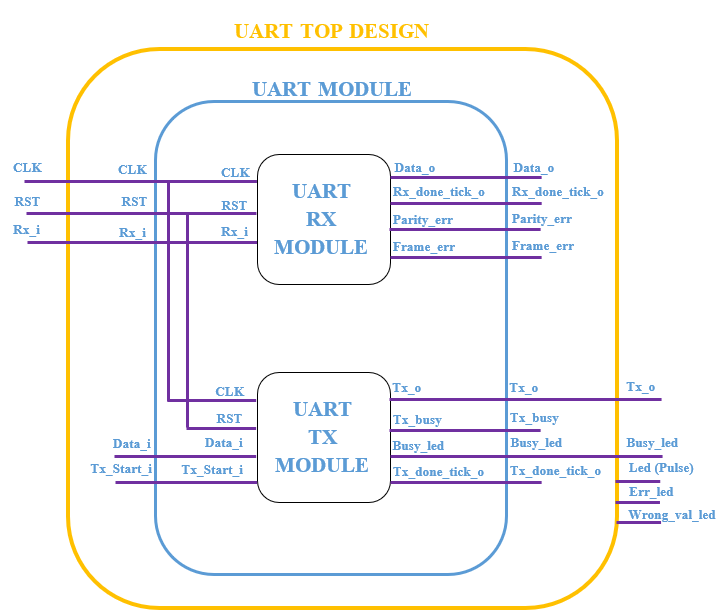 UART TOP DESIGN
UART MODULE
CLK CLK CLK
RST RST RST
Rx_i Rx_i Rx_i
UART
RX
MODULE
Data_o Data_o
Rx_done_tick_o Rx_done_tick_o
Parity_err Parity_err
Frame_err Frame_err
CLK
RST
Data_i Data_i
Tx_Start_i Tx_Start_i
UART
TX
MODULE
Tx_o Tx_o Tx_o
Tx_busy Tx_busy
Busy_led Busy_led Busy_led
Tx_done_tick_o Tx_done_tick_o
Led (Pulse)
Err_led
Wrong_val_led